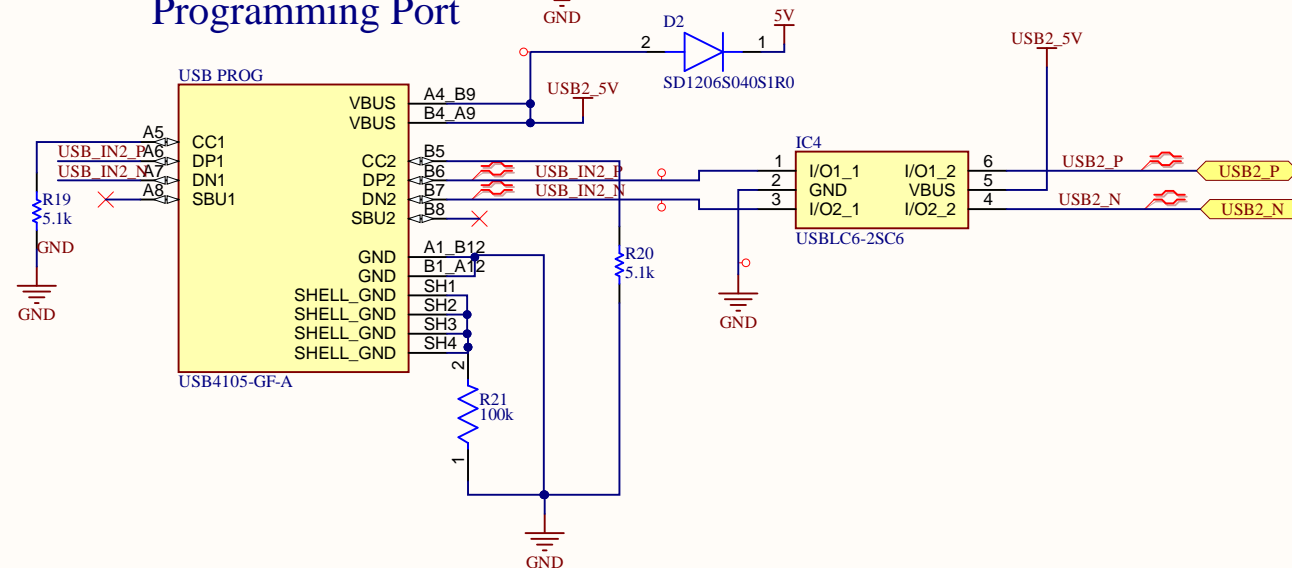 Programming Port
GND
D2
2
1
5V
SD1206S040S1R0
USB2_5V
USB PROG
VBUS
A4_B9
VBUS
B4_A9
USB2_5V
A5
CC1
USB_IN2_P
A6
DP1
USB_IN2_N
A7
DN1
A8
SBU1
CC2
B5
DP2
B6
USB_IN2_P
DN2
B7
USB_IN2_N
SBU2
B8
R19
5.1k
GND
GND
GND
A1_B12
GND
B1_A12
SHELL_GND
SH1
SHELL_GND
SH2
SHELL_GND
SH3
SHELL_GND
SH4
USB4105-GF-A
2
R21
100k
1
R20
5.1k
GND
IC4
1
I/O1_1
I/O1_2
6
2
GND
VBUS
5
3
I/O2_1
I/O2_2
4
USBLC6-2SC6
GND
USB2_P
USB2_P
USB2_N
USB2_N